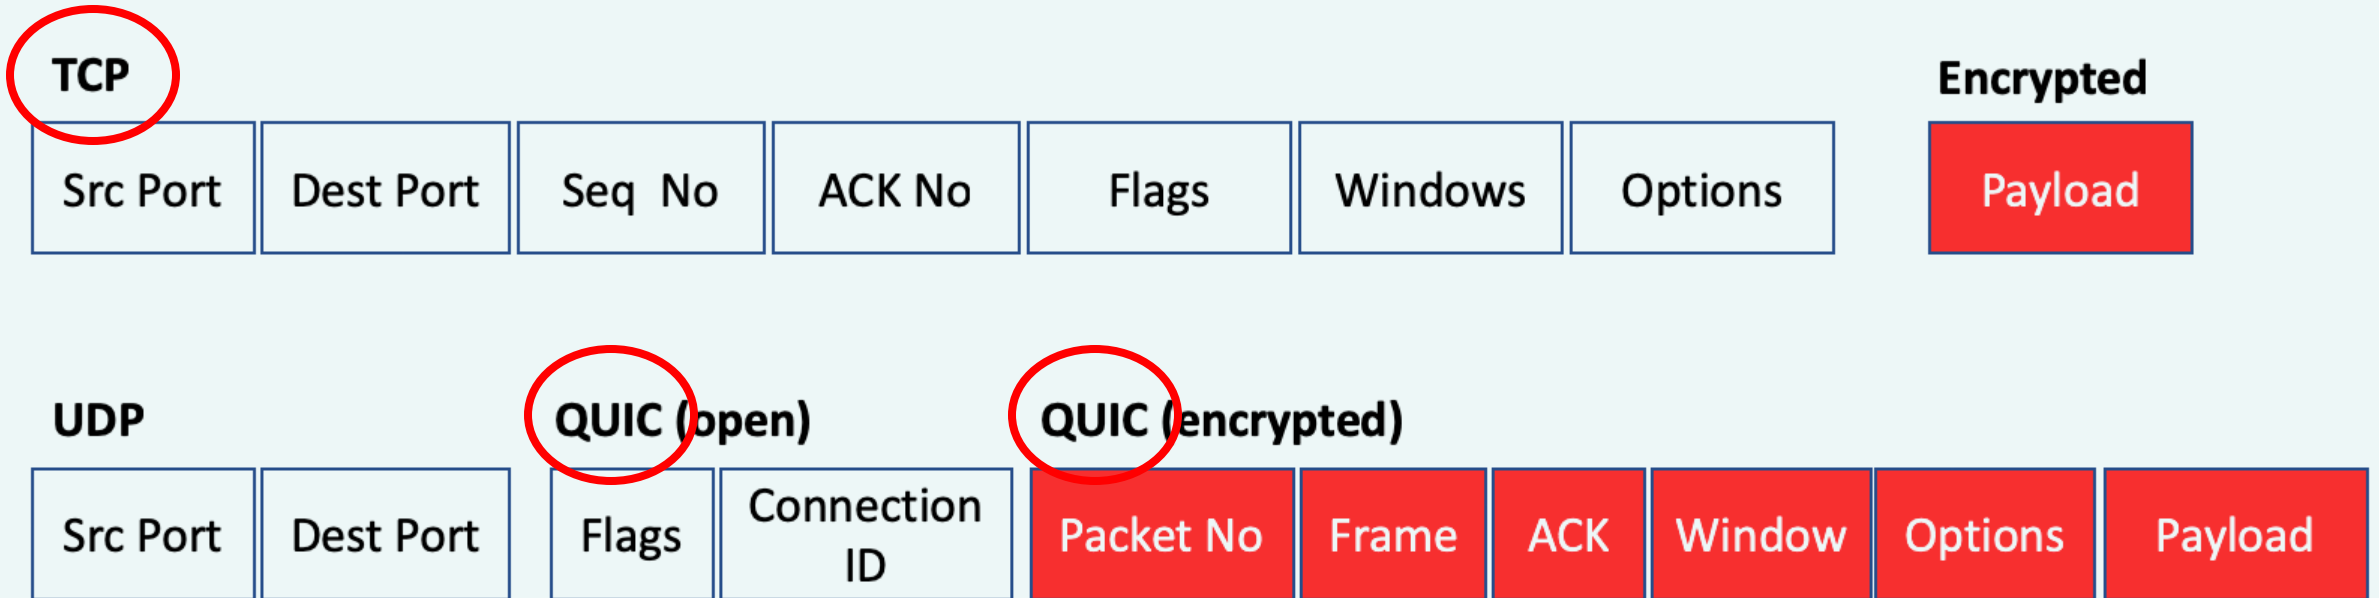 TCP Encrypted
Src Port Dest Port Seq No ACK No Flags Windows Options Payload
UDP QUIC (open) QUIC (encrypted)
Src Port Dest Port Flags Connection ID Packet No Frame ACK Window Options Payload